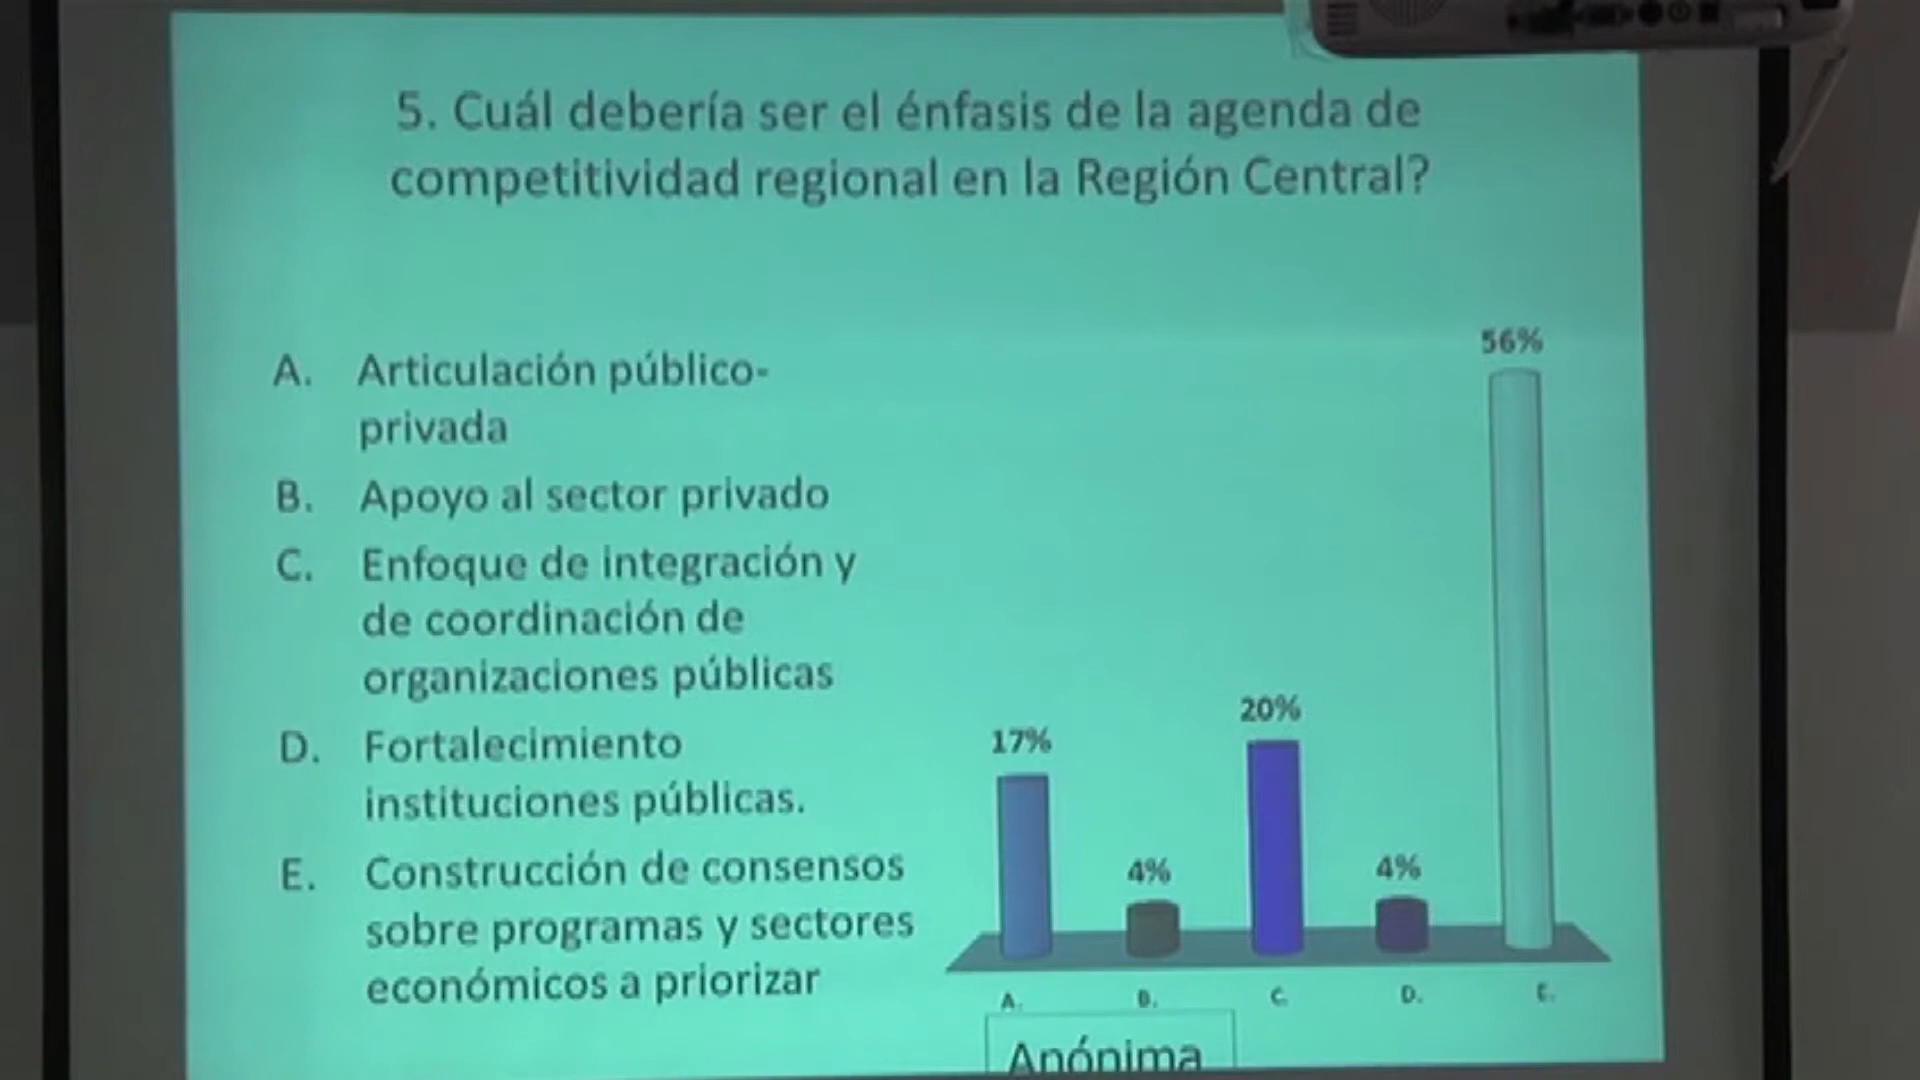 5. Cuál debería ser el énfasis de la agenda de
competitividad regional en la Región Central?
A. Articulación público-
privada
B. Apoyo al sector privado
C. Enfoque de integración y
de coordinación de
organizaciones públicas
D. Fortalecimiento
instituciones públicas.
E. Construcción de consensos
sobre programas y sectores
económicos a priorizar
17%
4%
20%
4%
56%
A. B. C. D. E.
Anónima